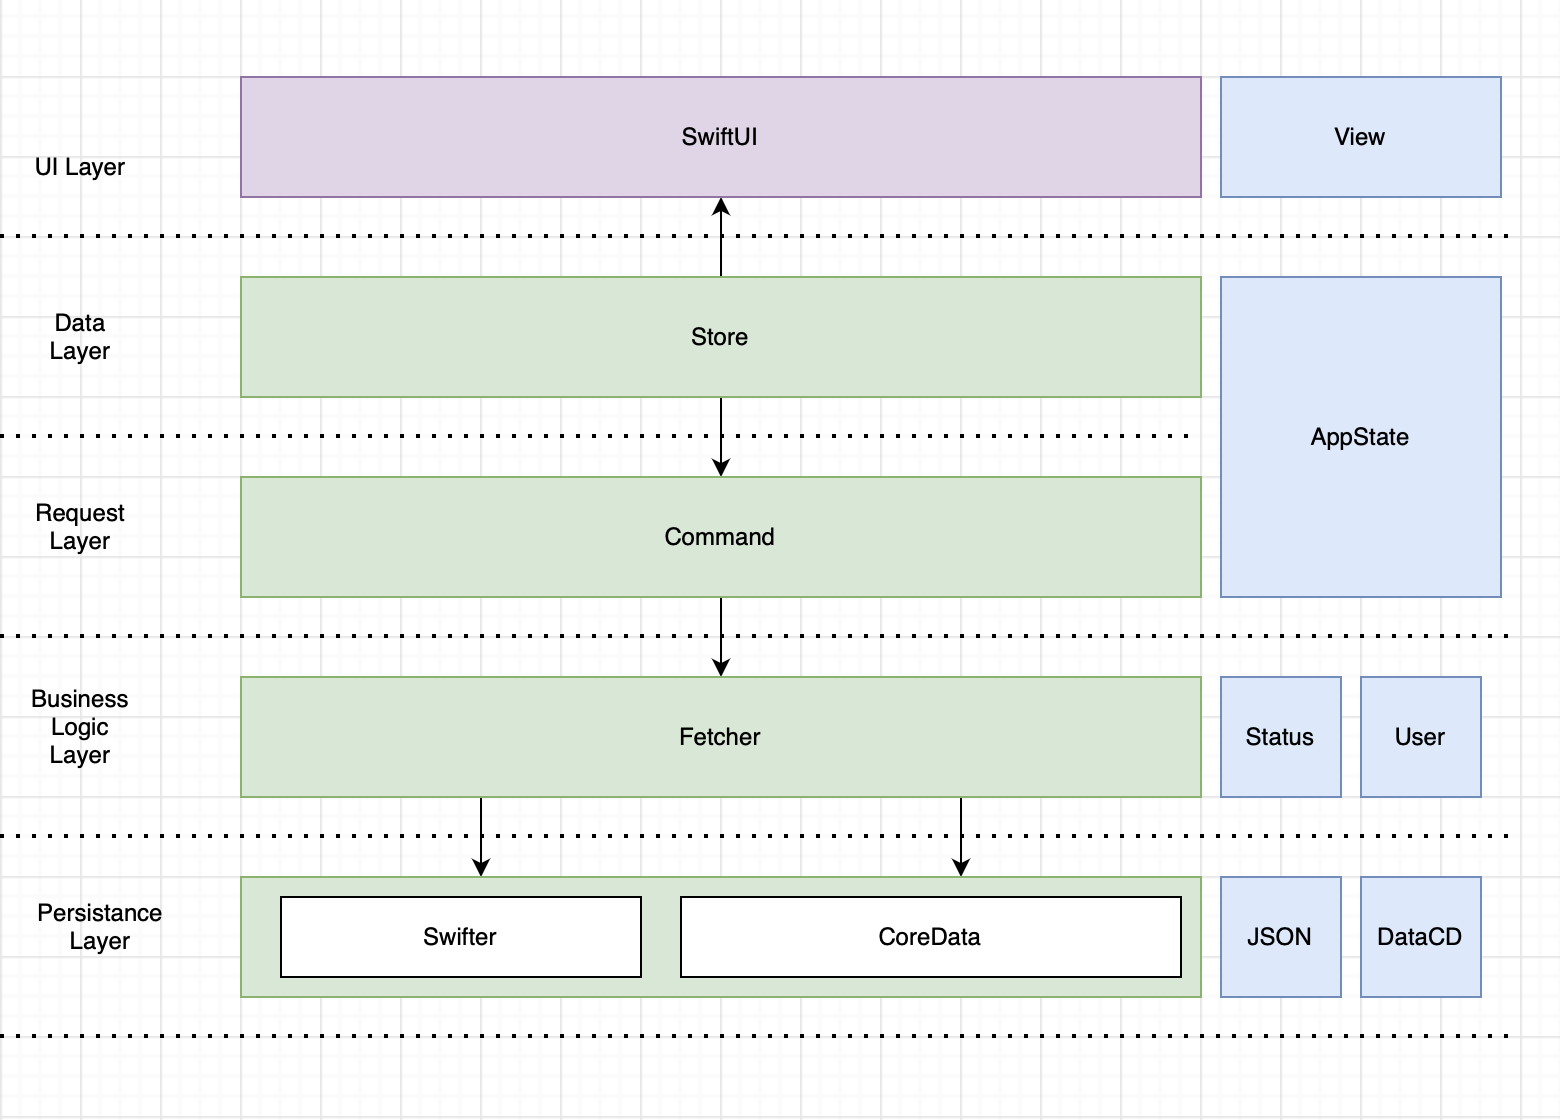 SwiftUI
View
UI Layer
Data
Layer
Store
AppState
Request
Layer
Command
Business
Logic
Layer
Fetcher
Status
User
Persistance
Layer
Swifter
CoreData
JSON
DataCD